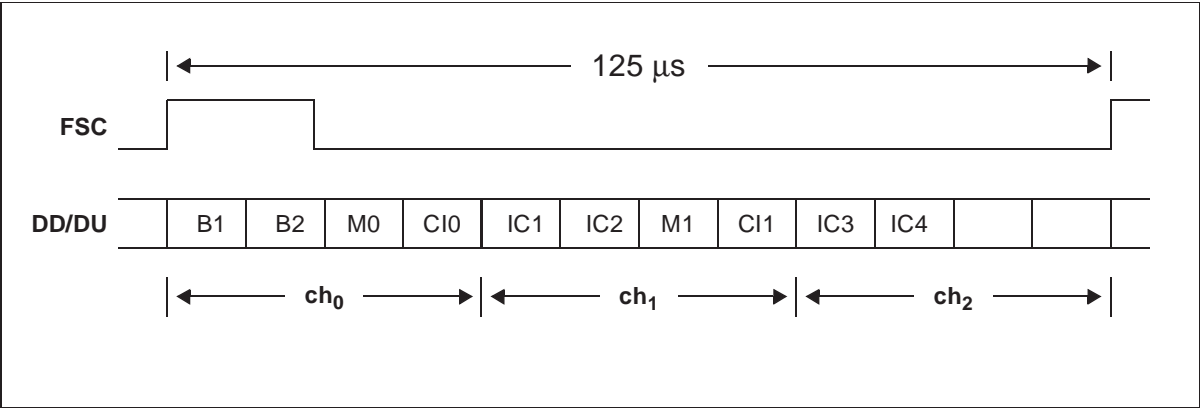 125 μs
FSC
DD/DU B1 B2 M0 CI0 IC1 IC2 M1 CI1 IC3 IC4
ch0 ch1 ch2